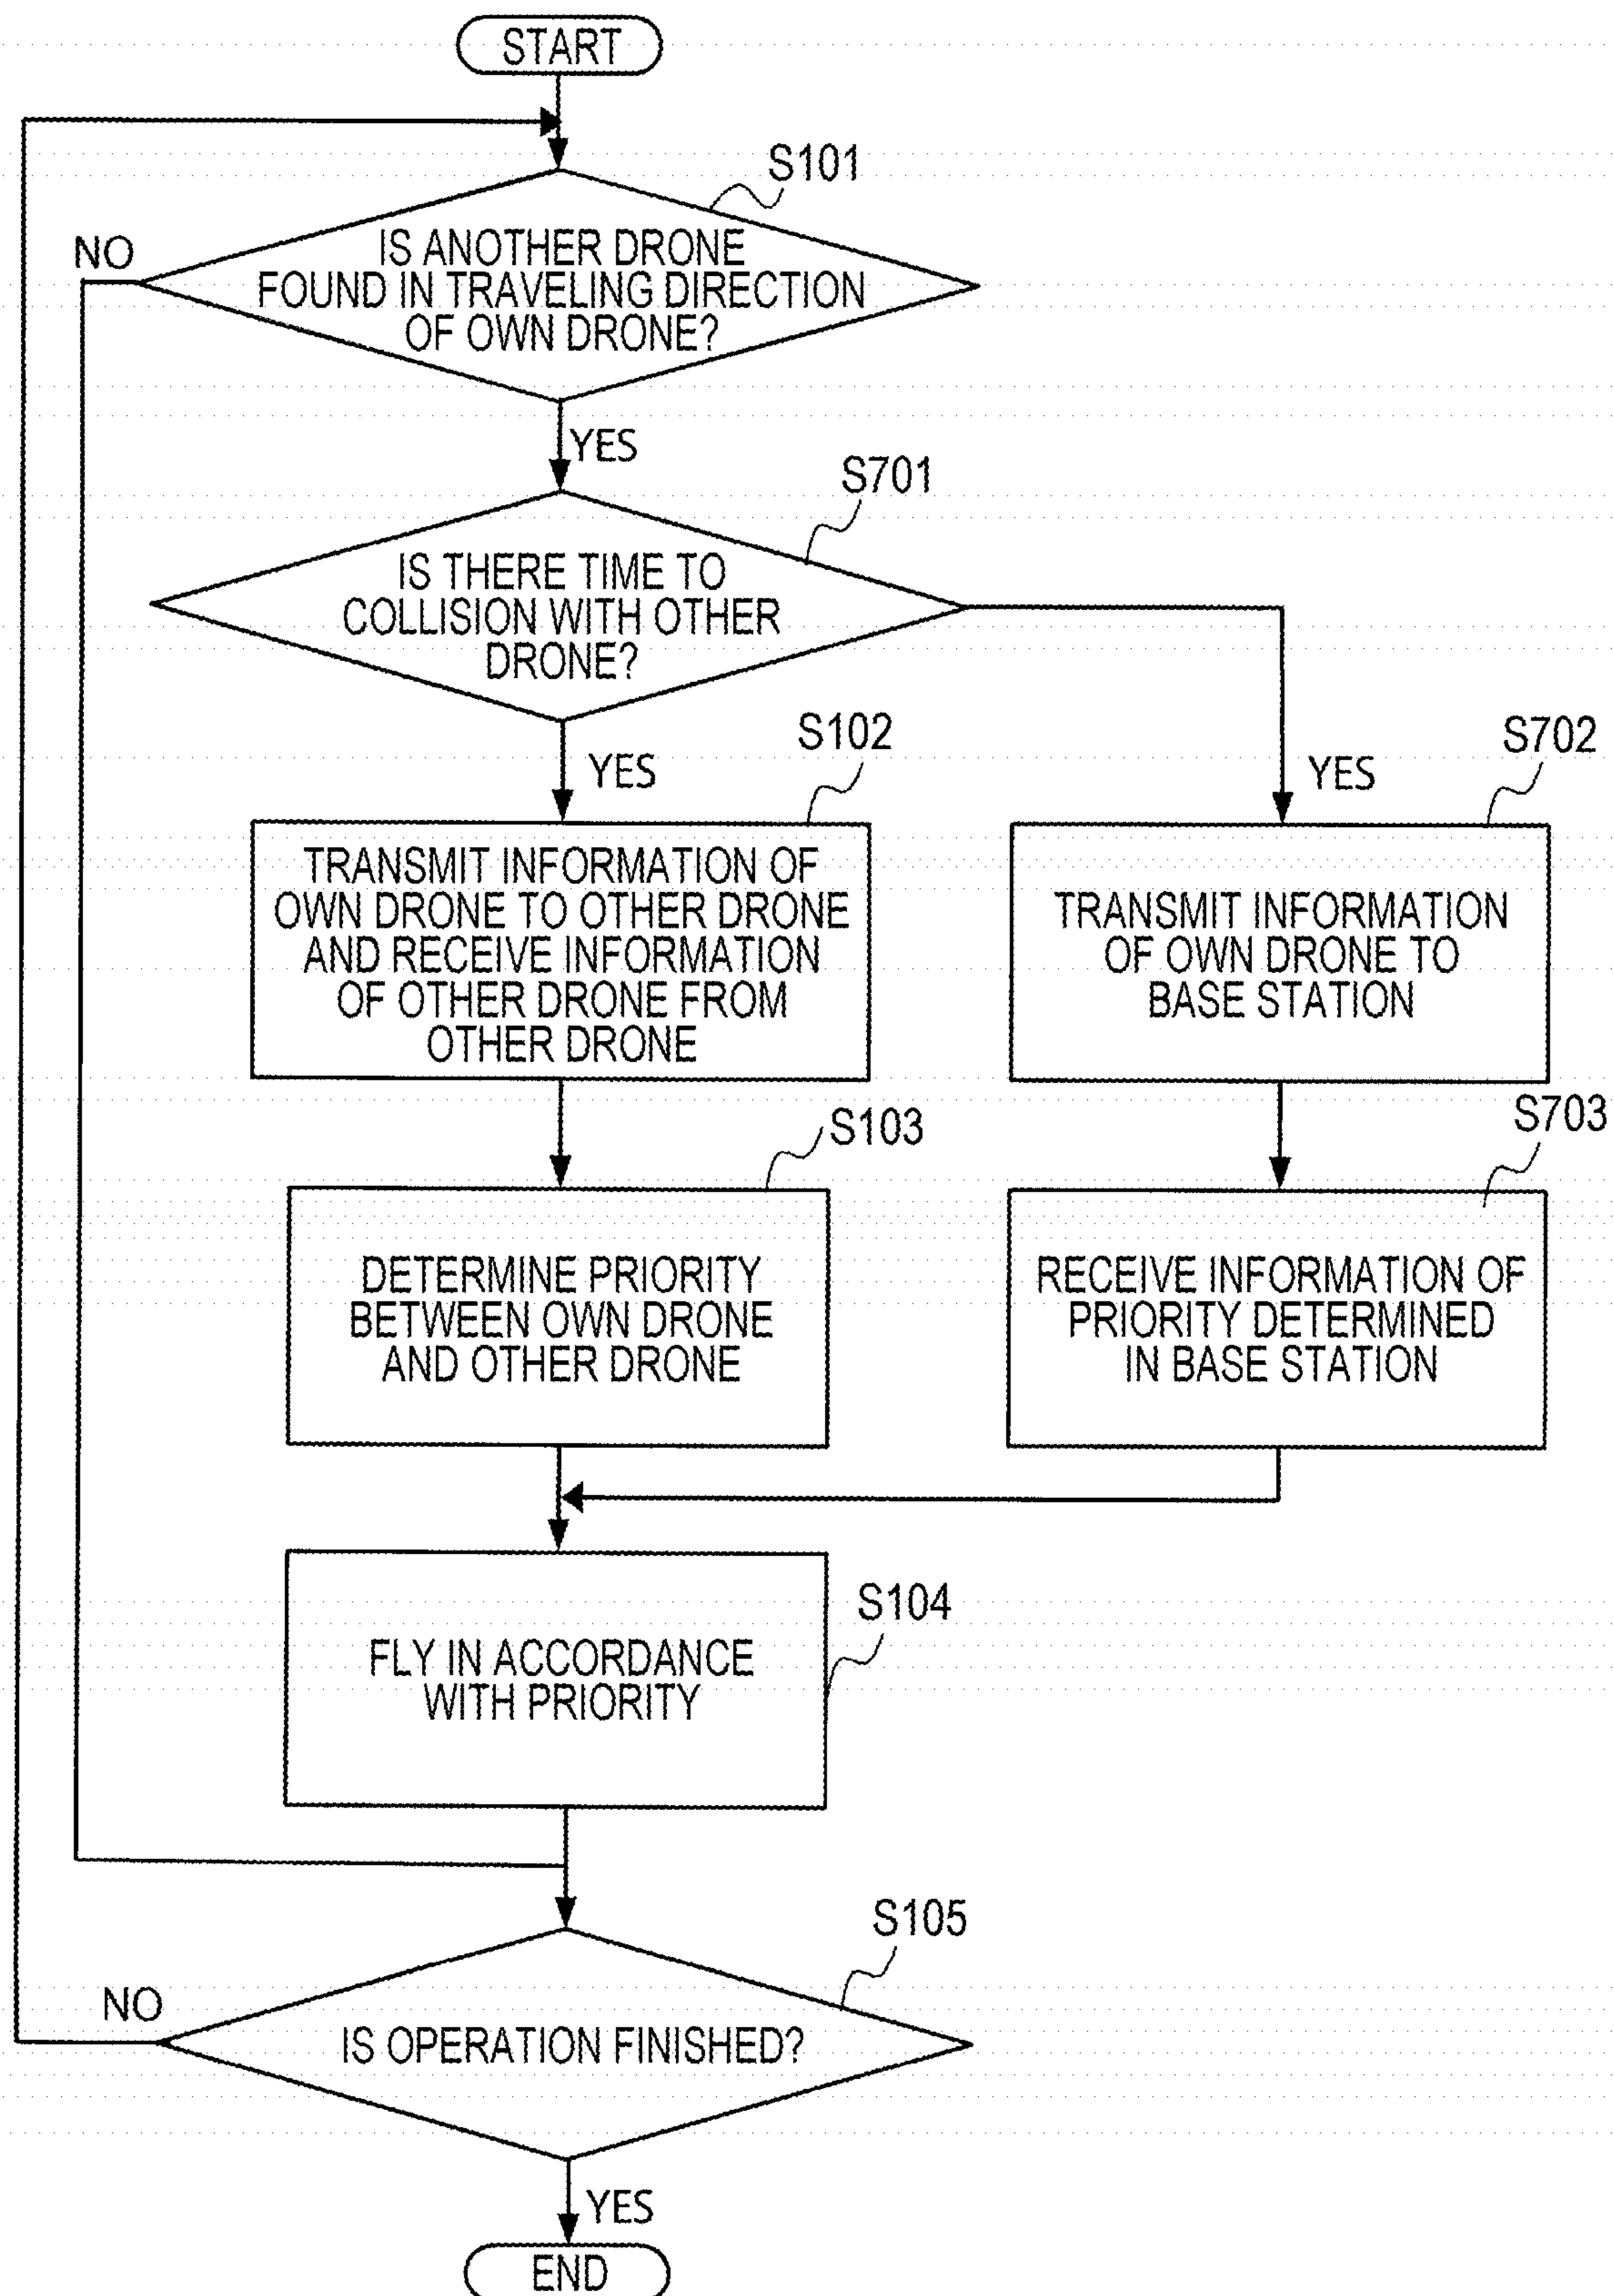 START
S101
NO
IS ANOTHER DRONE
FOUND IN TRAVELING DIRECTION
OF OWN DRONE?
YES
S701
IS THERE TIME TO
COLLISION WITH OTHER
DRONE?
S102
YES
S702
YES
TRANSMIT INFORMATION OF
OWN DRONE TO OTHER DRONE
AND RECEIVE INFORMATION
OF OTHER DRONE FROM
OTHER DRONE
TRANSMIT INFORMATION
OF OWN DRONE TO
BASE STATION
S103
S703
DETERMINE PRIORITY
BETWEEN OWN DRONE
AND OTHER DRONE
RECEIVE INFORMATION OF
PRIORITY DETERMINED
IN BASE STATION
S104
FLY IN ACCORDANCE
WITH PRIORITY
S105
NO
IS OPERATION FINISHED?
YES
END